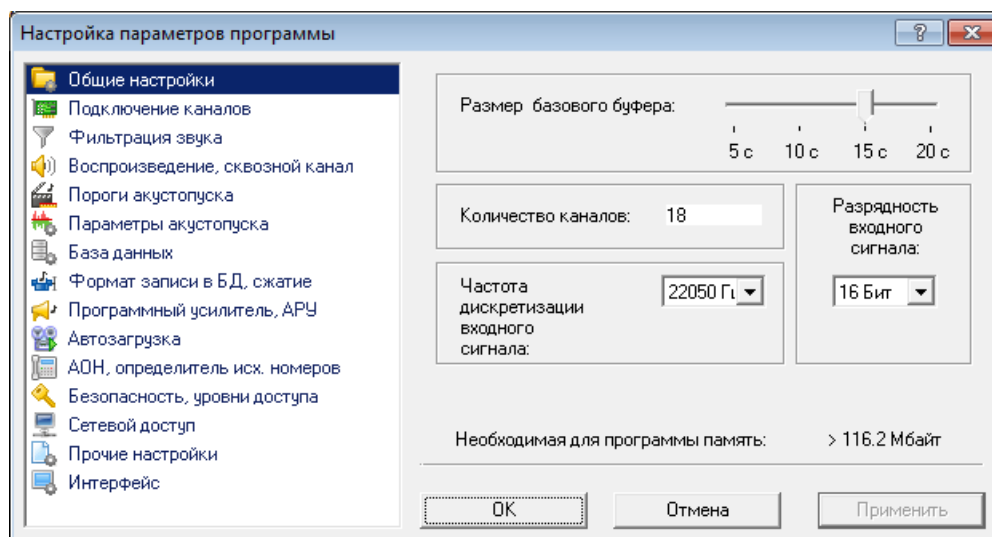 Настройка параметров программы
Общие настройки
Подключение каналов
Фильтрация звука
Воспроизведение, сквозной канал
Пороги акустопуска
Параметры акустопуска
База данных
Формат записи в БД, сжатие
Программный усилитель, АРУ
Автозагрузка
АОН, определитель исх. номеров
Безопасность, уровни доступа
Сетевой доступ
Прочие настройки
Интерфейс
Размер базового буфера:
5 с 10 с 15 с 20 с
Количество каналов: 18
Частота
дискретизации
входного
сигнала:
22050 Гц
Разрядность
входного
сигнала:
16 Бит
Необходимая для программы память: > 116.2 Мбайт
OK Отмена Применить